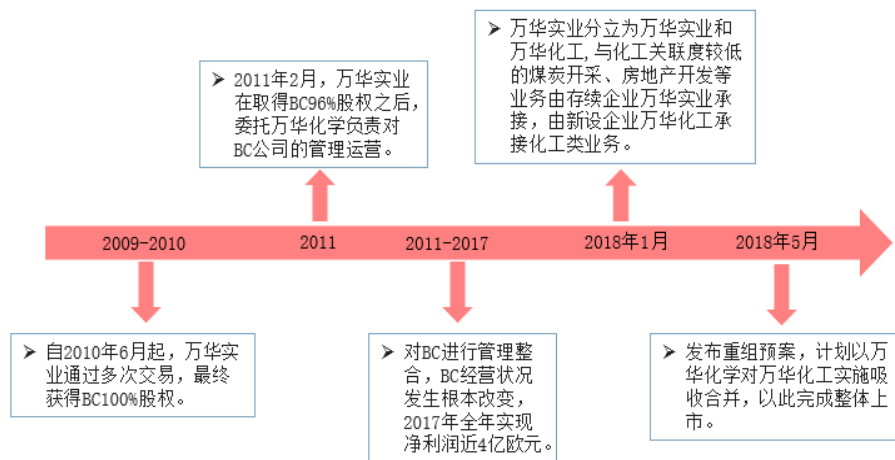 ➢ 2011年2月，万华实业
在取得BC96%股权之后，
委托万华化学负责对
BC公司的管理运营。
➢ 万华实业分立为万华实业和
万华化工,与化工关联度较低
的煤炭开采、房地产开发等
业务由存续企业万华实业承
接，由新设企业万华化工承
接化工类业务。
2009-2010
2011
2011-2017
2018年1月
2018年5月
➢ 自2010年6月起，万华实
业通过多次交易，最终
获得BC100%股权。
➢ 对BC进行管理整
合，BC经营状况
发生根本改变，
2017年全年实现
净利润近4亿欧元。
➢ 发布重组预案，计划以万
华化学对万华化工实施吸
收合并，以此完成整体上
市。